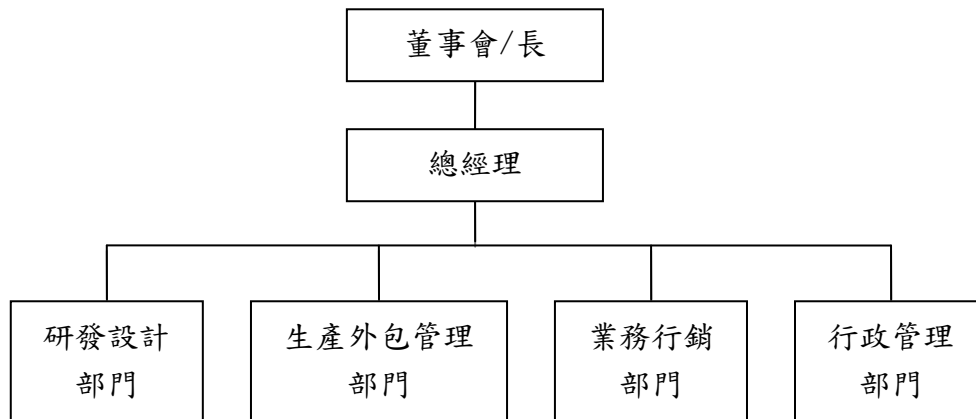 董事會/長
總經理
研發設計
部門
生產外包管理
部門
業務行銷
部門
行政管理
部門